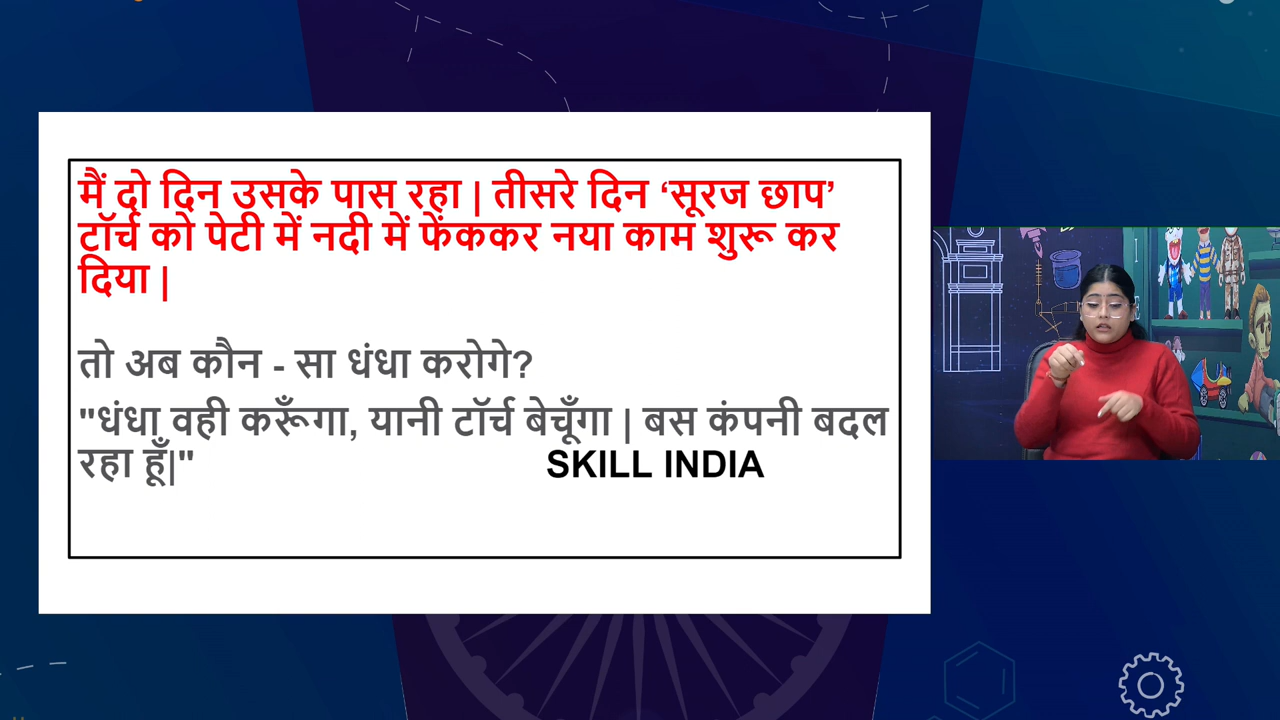 मैं दो दिन उसके पास रहा | तीसरे दिन ‘सूरज छाप’
टॉर्च को पेटी में नदी में फेंककर नया काम शुरू कर
दिया |
तो अब कौन - सा धंधा करोगे?
"धंधा वही करूँगा, यानी टॉर्च बेचूँगा | बस कंपनी बदल
रहा हूँ|" SKILL INDIA